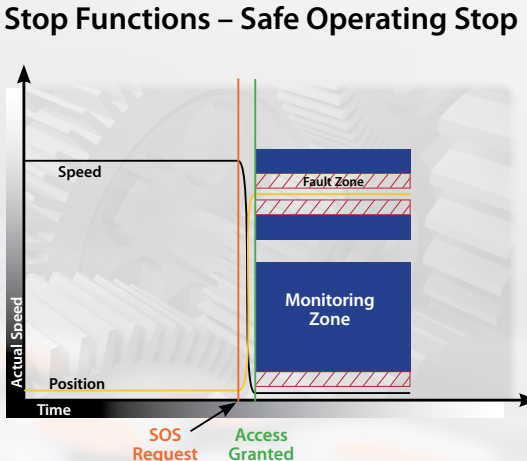 Stop Functions – Safe Operating Stop
Speed
Fault Zone
Monitoring
Zone
Actual Speed
Position
Time
SOS
Request
Access
Granted